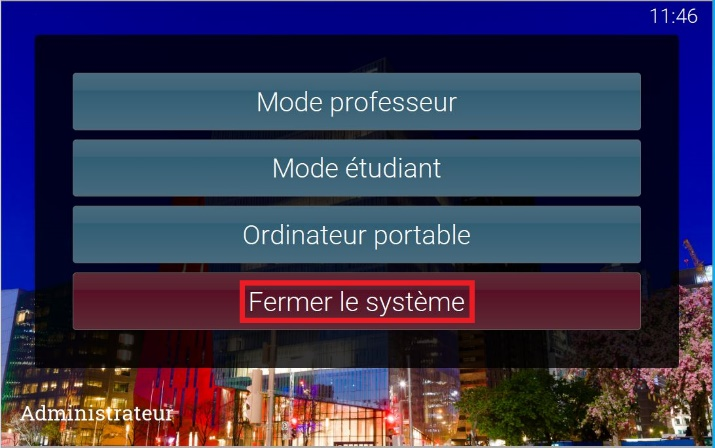 11:46
Mode professeur
Mode étudiant
Ordinateur portable
Fermer le système
Administrateur